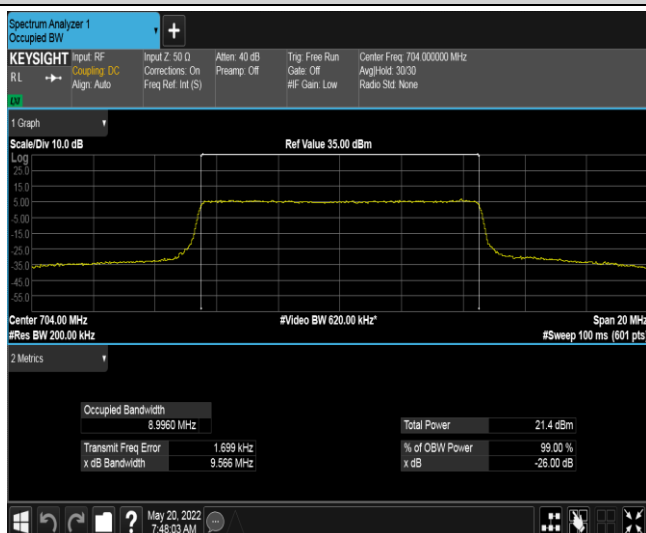 Spectrum Analyzer 1
Occupied BW
+
KEYSIGHT
RL
Input: RF
Coupling: DC
Align: Auto
Input Z: 50 Ω
Corrections: On
Freq Ref: Int (S)
Atten: 40 dB
Preamp: Off
Trig: Free Run
Gate: Off
#IF Gain: Low
Center Freq: 704.000000 MHz
Avg|Hold: 30/30
Radio Std: None
1 Graph
Scale/Div 10.0 dB
Ref Value 35.00 dBm
Log
25.0
15.0
5.00
-5.00
-15.0
-25.0
-35.0
-45.0
-55.0
Center 704.00 MHz
#Video BW 620.00 kHz*
Span 20 MHz
#Res BW 200.00 kHz
#Sweep 100 ms (601 pts)
2 Metrics
Occupied Bandwidth
8.9960 MHz
Total Power 21.4 dBm
Transmit Freq Error 1.699 kHz
% of OBW Power 99.00 %
x dB Bandwidth 9.566 MHz
x dB -26.00 dB
?
May 20, 2022
7:48:03 AM